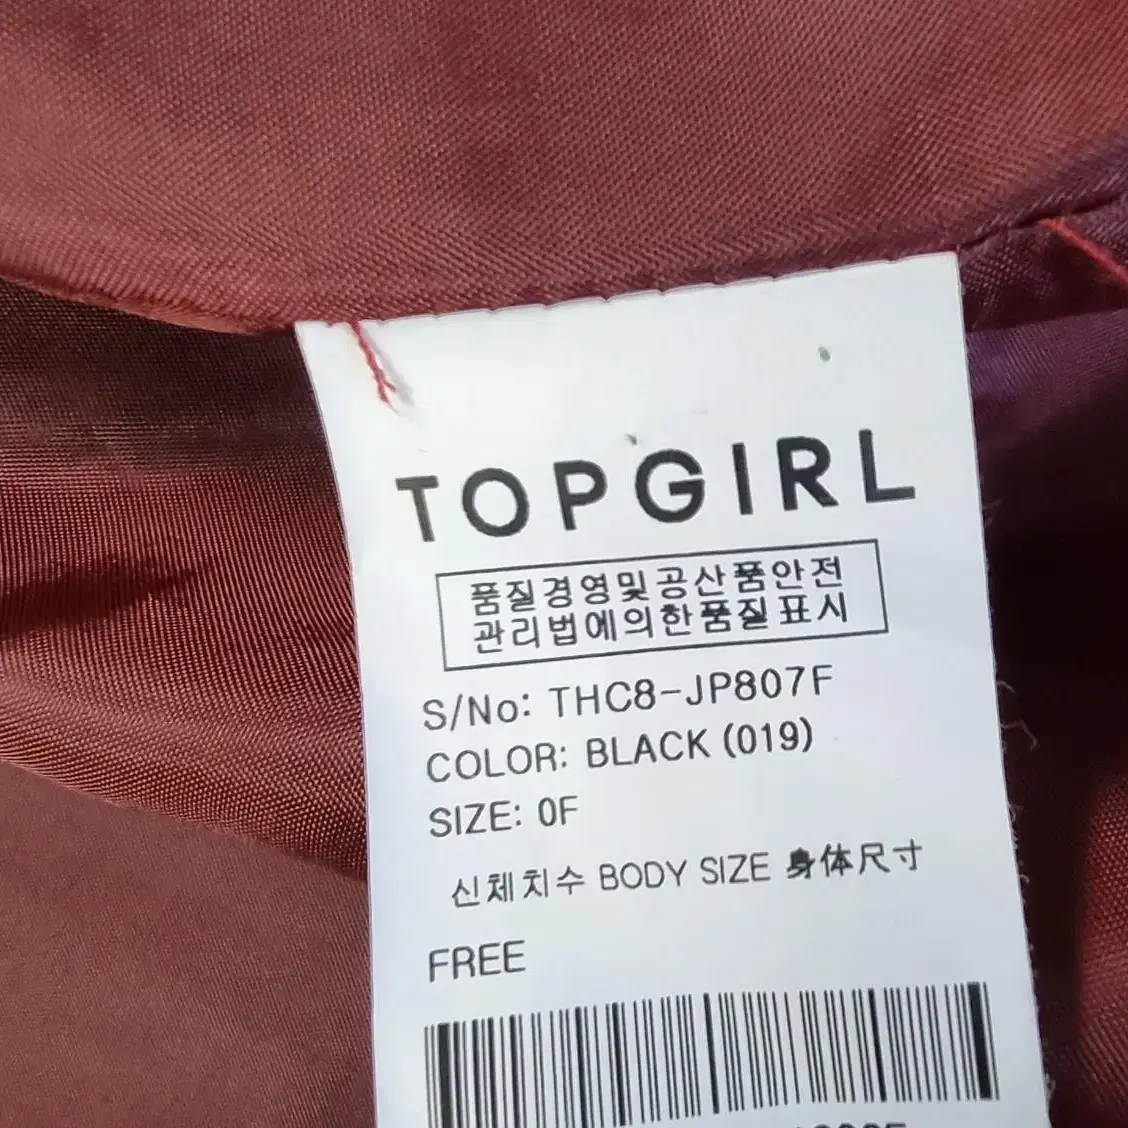 TOPGIRL
품질경영및공산품안전
관리법에의한품질표시
S/No: THC8-JP807F
COLOR: BLACK (019)
SIZE: 0F
신체치수 BODY SIZE 身体尺寸
FREE